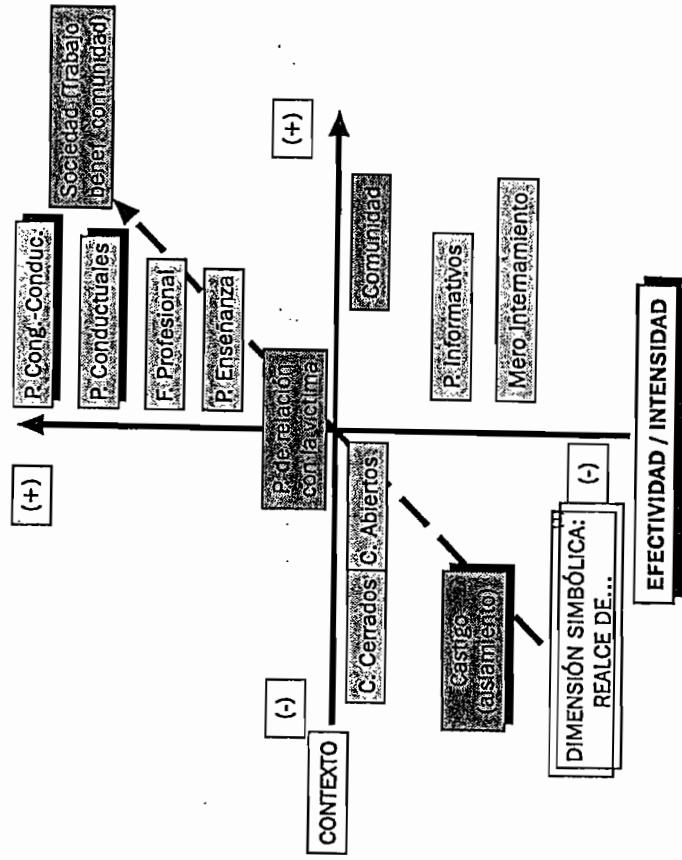 (+)
P. Cong.-Conduc.
P. Conductuales
F. Profesional
P. Enseñanza
Sociedad (Trabajo
benef. comunidad)
P. de relación
con la víctima
(-)
CONTEXTO
C. Cerrados
C. Abiertos
Comunidad
(+)
Castigo
(aislamiento)
P. Informativos
Mero Internamiento
DIMENSIÓN SIMBÓLICA:
REALCE DE...
(-)
EFECTIVIDAD / INTENSIDAD